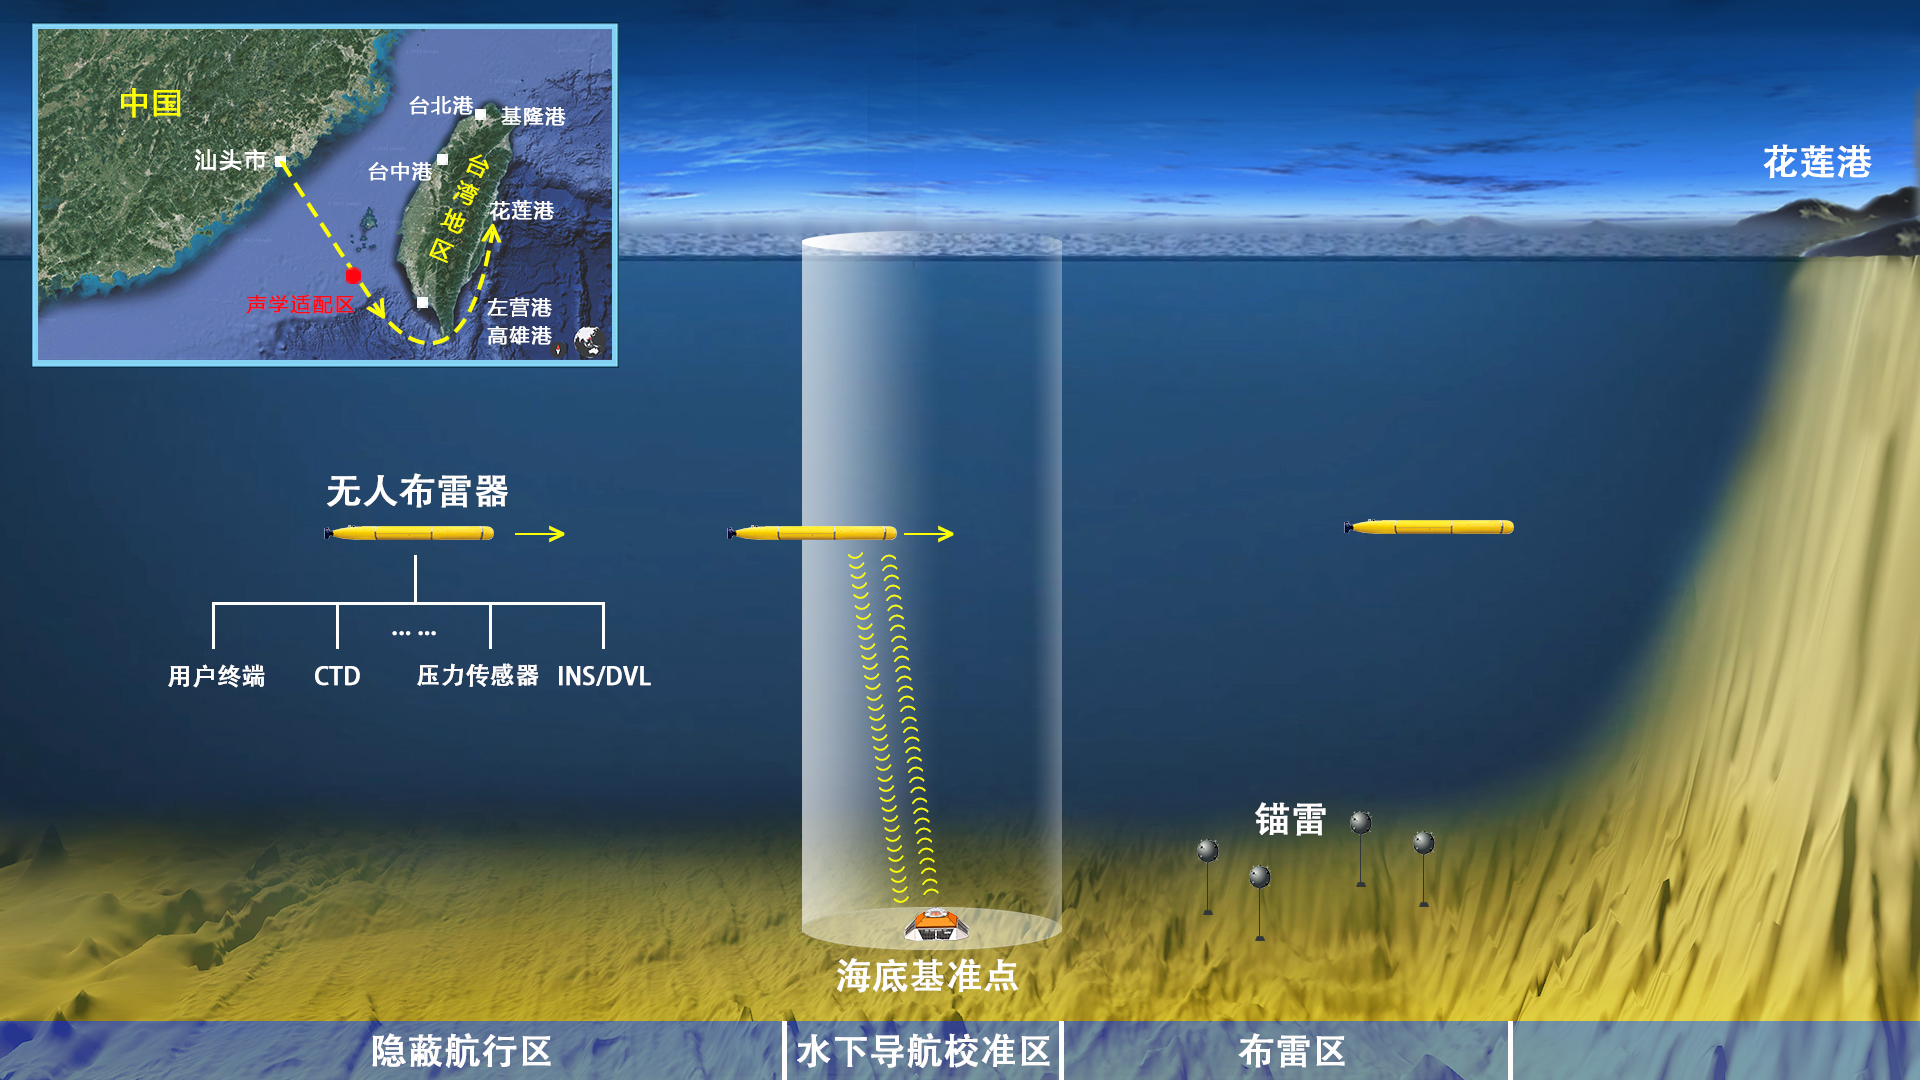 中国
台北港
基隆港
汕头市
台中港
台湾地区
花莲港
声学适配区
左营港
高雄港
花莲港
无人布雷器
... ...
用户终端
CTD
压力传感器
INS/DVL
锚雷
海底基准点
隐蔽航行区
水下导航校准区
布雷区